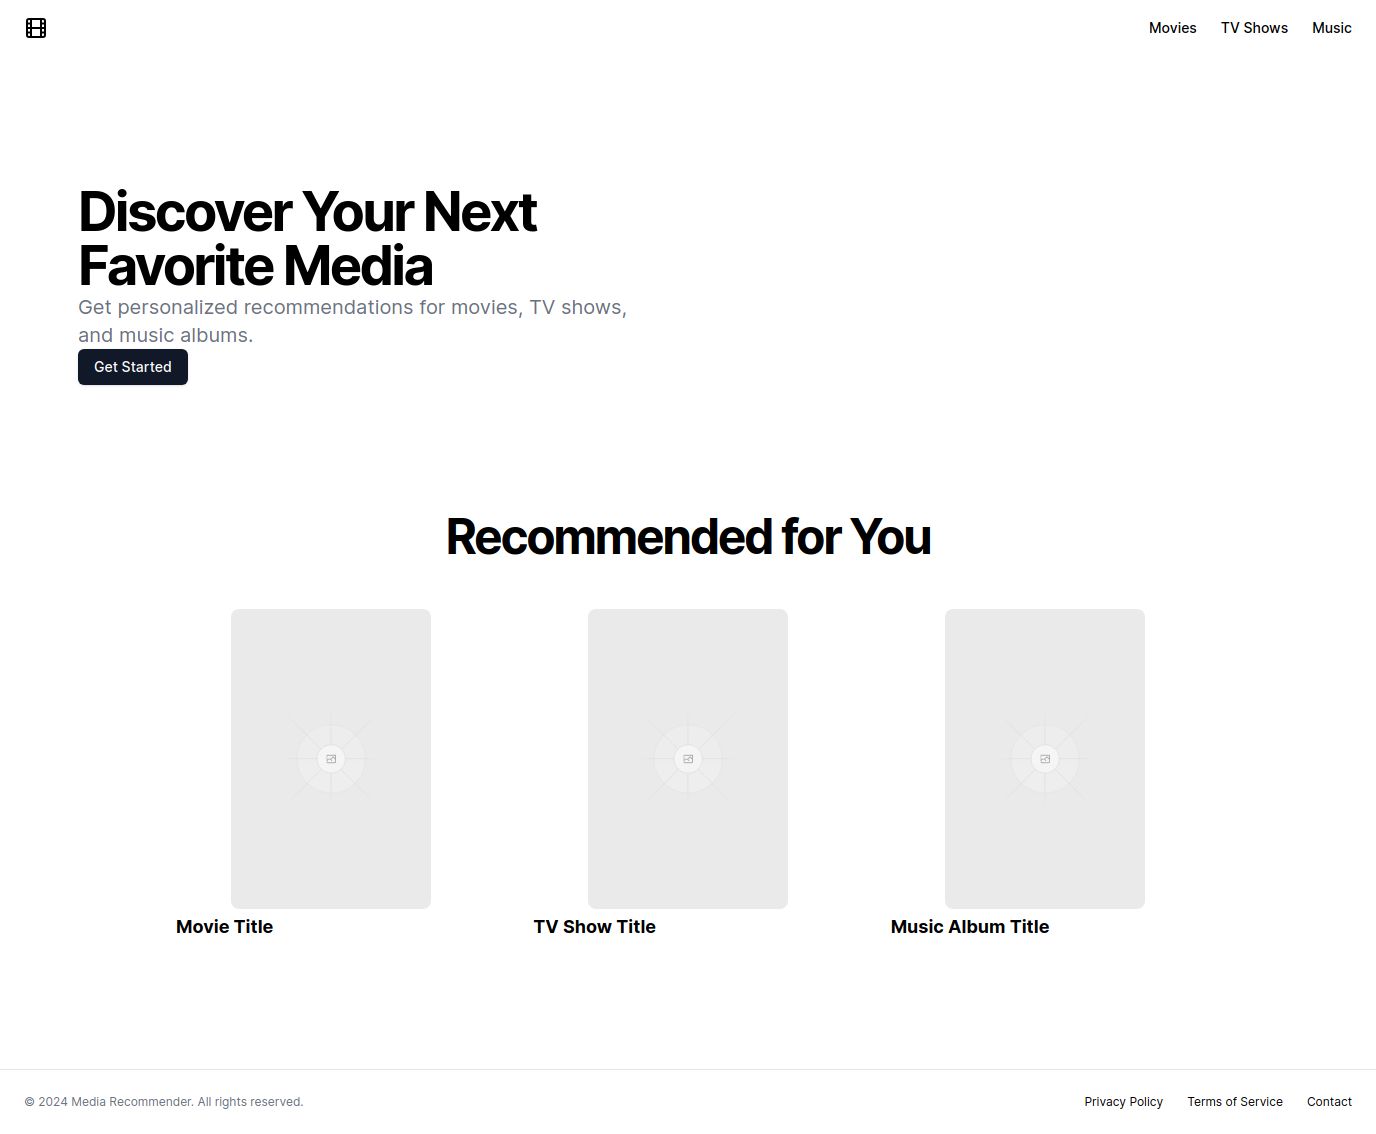 Movies TV Shows Music
Discover Your Next
Favorite Media
Get personalized recommendations for movies, TV shows,
and music albums.
Get Started
Recommended for You
Movie Title
TV Show Title
Music Album Title
© 2024 Media Recommender. All rights reserved.
Privacy Policy Terms of Service Contact